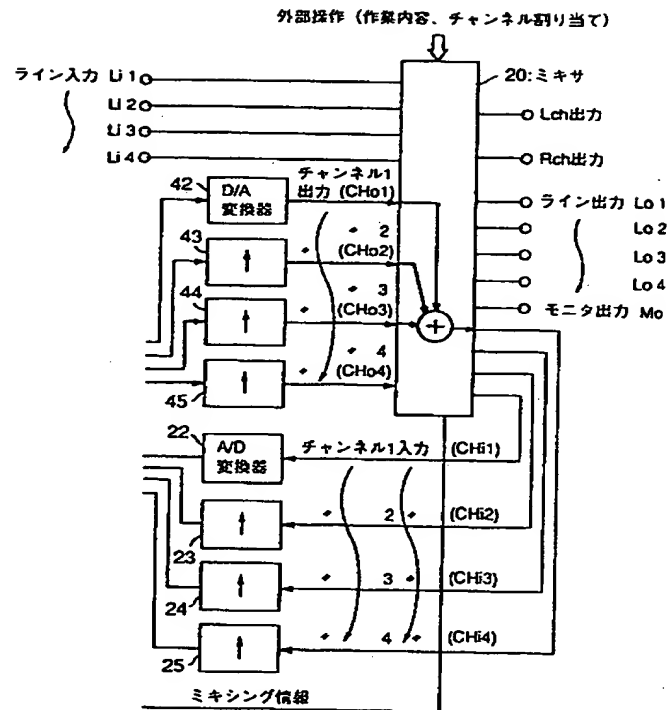 外部操作 (作業内容、チャンネル割り当て)
ライン入力 Li 1
Li 2
Li 3
Li 4
20:ミキサ
Lch出力
Rch出力
ライン出力 Lo 1
Lo 2
Lo 3
Lo 4
モニタ出力 Mo
42
D/A
変換器
チャンネル1
出力 (CHo1)
43
↑
〃 2
(CHo2)
44
↑
〃 3
(CHo3)
45
↑
〃 4
(CHo4)
+
22
A/D
変換器
チャンネル1入力 (CHi1)
23
↑
〃 2 〃 (CHi2)
24
↑
〃 3 〃 (CHi3)
25
↑
〃 4 〃 (CHi4)
ミキシング情報